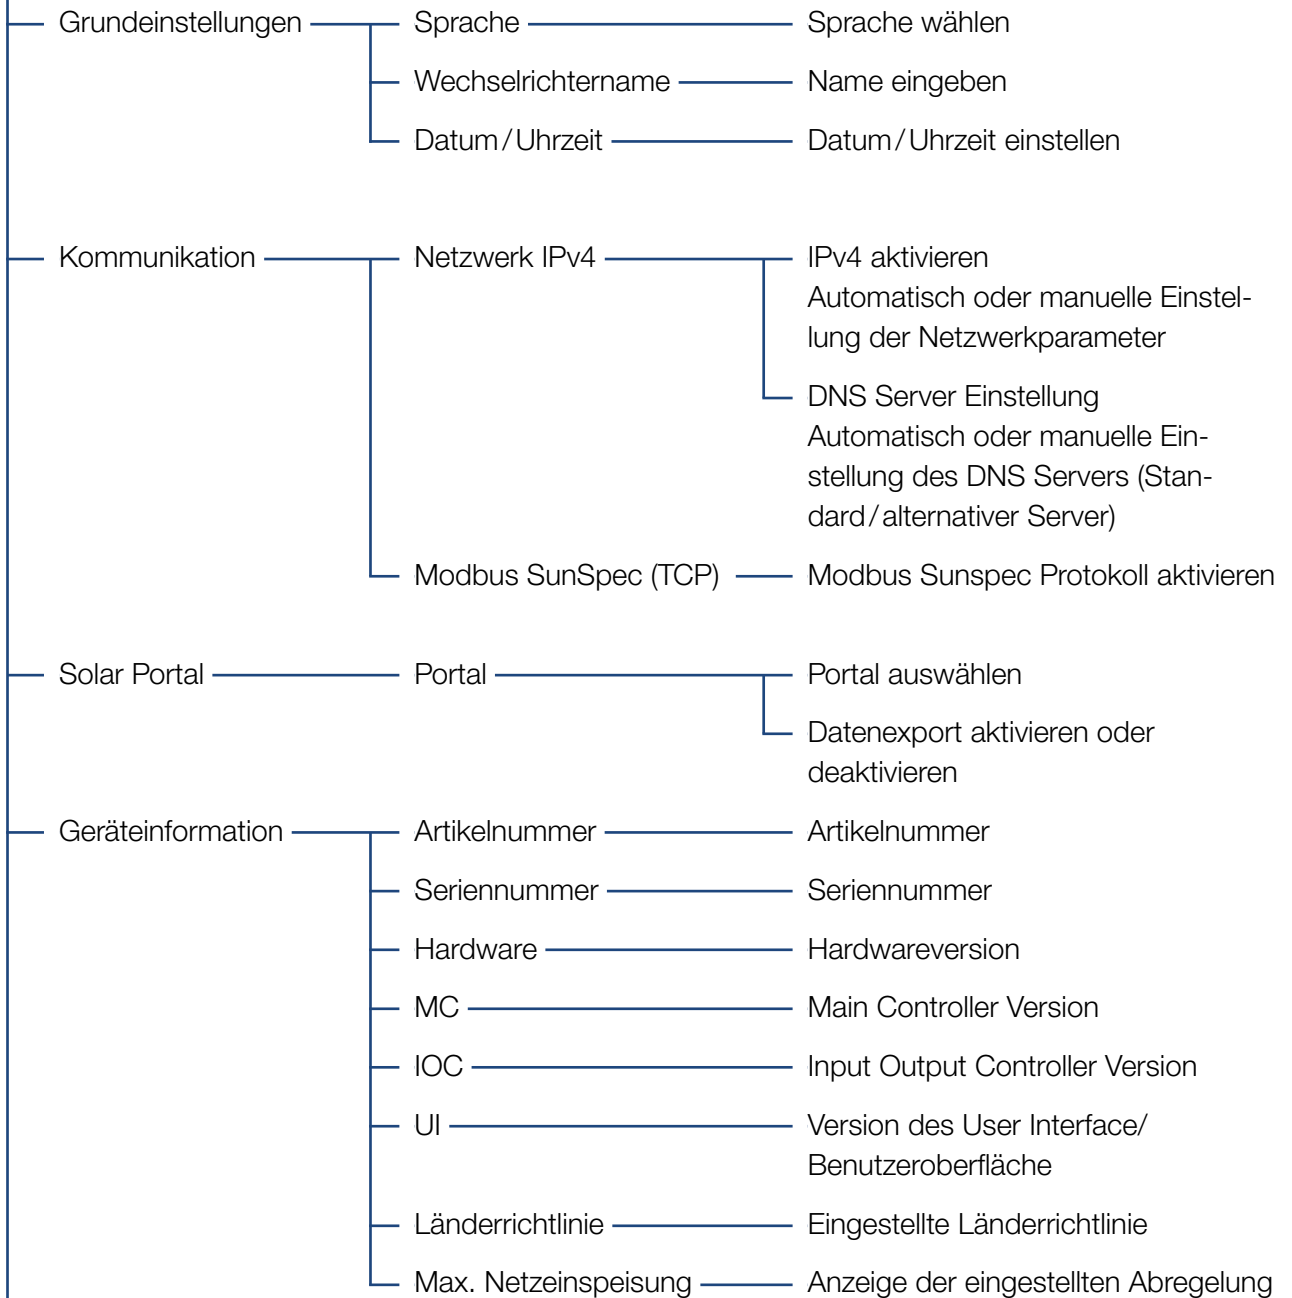 Grundeinstellungen Sprache Sprache wählen
Wechselrichtername Name eingeben
Datum/Uhrzeit Datum/Uhrzeit einstellen
Kommunikation Netzwerk IPv4 IPv4 aktivieren
Automatisch oder manuelle Einstel-
lung der Netzwerkparameter
DNS Server Einstellung
Automatisch oder manuelle Ein-
stellung des DNS Servers (Stan-
dard/alternativer Server)
Modbus SunSpec (TCP) Modbus Sunspec Protokoll aktivieren
Solar Portal Portal Portal auswählen
Datenexport aktivieren oder
deaktivieren
Geräteinformation Artikelnummer Artikelnummer
Seriennummer Seriennummer
Hardware Hardwareversion
MC Main Controller Version
IOC Input Output Controller Version
UI Version des User Interface/
Benutzeroberfläche
Länderrichtlinie Eingestellte Länderrichtlinie
Max. Netzeinspeisung Anzeige der eingestellten Abregelung